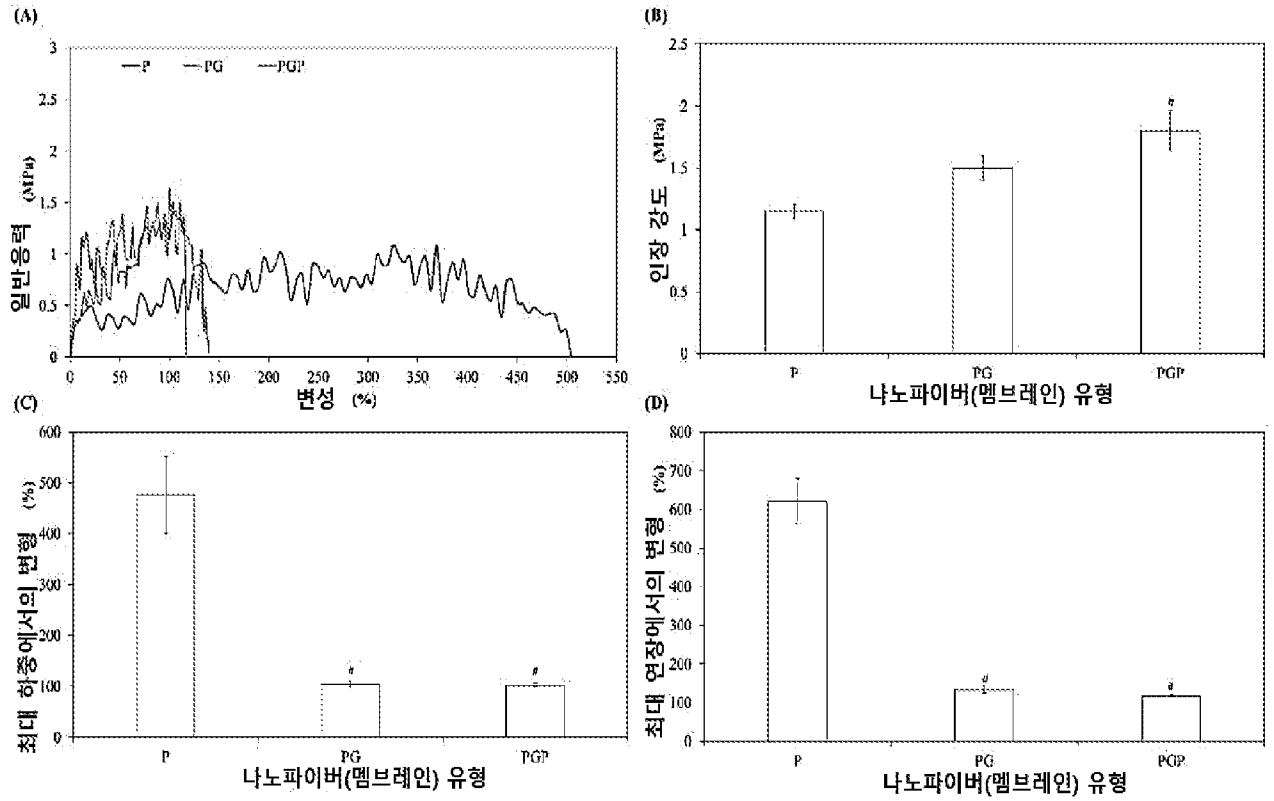 (A)
3
2.5
2
1.5
1
0.5
0
P PG PGP
일반응력 (MPa)
0 50 100 150 200 250 300 350 400 450 500 550
변성 (%)
(B)
2.5
2
1.5
1
0.5
0
#
인장 강도 (MPa)
P PG PGP
나노파이버(멤브레인) 유형
(C)
600
500
400
300
200
100
0
# #
최대 하중에서의 변형 (%)
P PG PGP
나노파이버(멤브레인) 유형
(D)
800
700
600
500
400
300
200
100
0
# #
최대 연장에서의 변형 (%)
P PG PGP
나노파이버(멤브레인) 유형